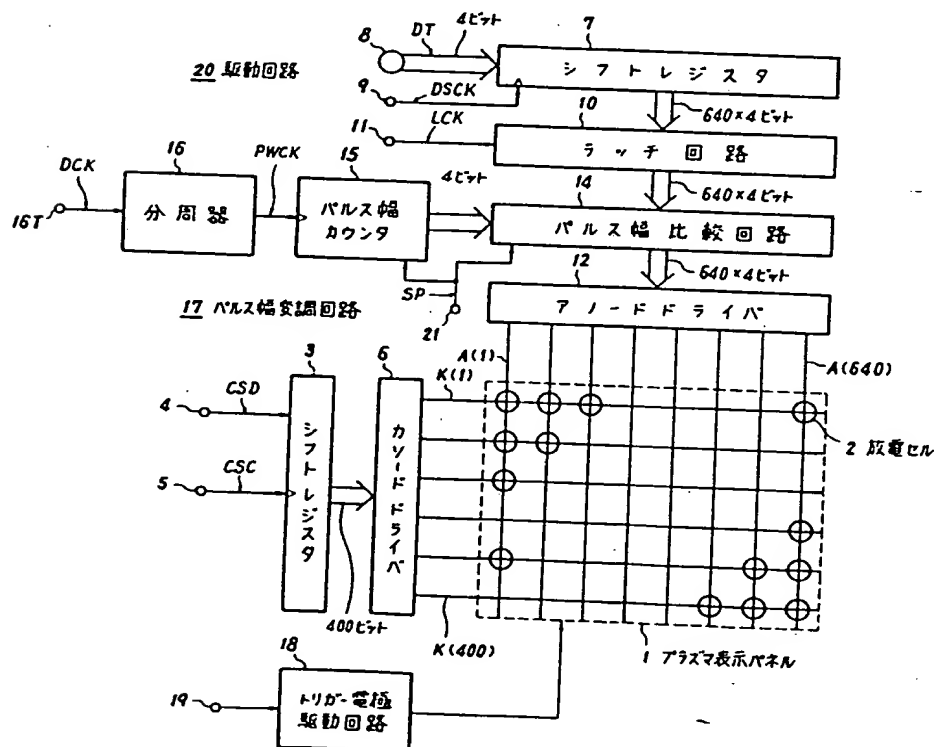 DT
4ビット
7
8
シフトレジスタ
20 駆動回路
9
DSCK
10
640×4ビット
11
LCK
ラッチ回路
16
15
4ビット
14
640×4ビット
DCK
PWCK
16T
分周器
パルス幅
カウンタ
パルス幅比較回路
12
640×4ビット
SP
アノードドライバ
17 パルス幅変調回路
21
3
6
A(1)
K(1)
A(640)
4
CSD
2 放電セル
シフトレジスタ
カソードドライバ
5
CSC
400ビット
K(400)
1 プラズマ表示パネル
18
19
トリガー電極
駆動回路